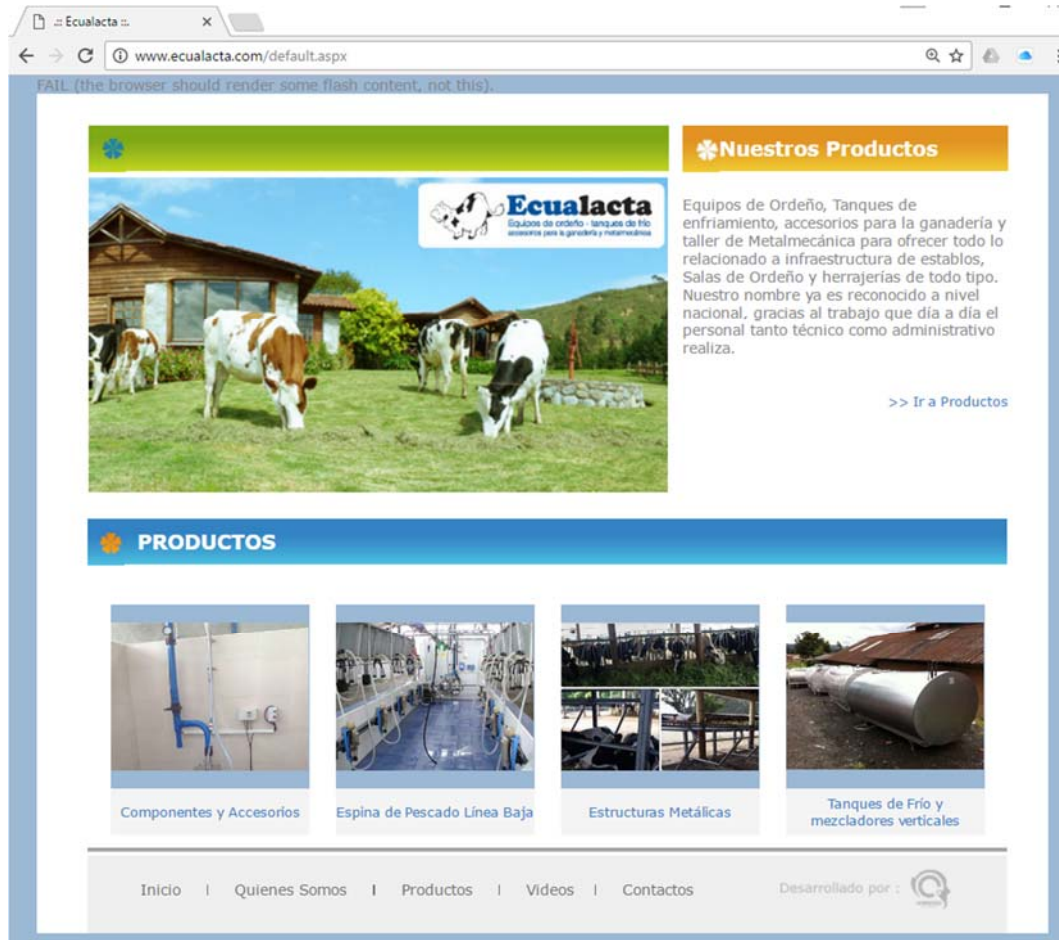 .:: Ecualacta ::.
www.ecualacta.com/default.aspx
FAIL (the browser should render some flash content, not this).
Nuestros Productos
Ecualacta
Equipos de ordeño - tanques de frío
accesorios para la ganadería y metalmecánica
Equipos de Ordeño, Tanques de
enfriamiento, accesorios para la ganadería y
taller de Metalmecánica para ofrecer todo lo
relacionado a infraestructura de establos,
Salas de Ordeño y herrajerías de todo tipo.
Nuestro nombre ya es reconocido a nivel
nacional, gracias al trabajo que día a día el
personal tanto técnico como administrativo
realiza.
>> Ir a Productos
PRODUCTOS
Componentes y Accesorios
Espina de Pescado Línea Baja
Estructuras Metálicas
Tanques de Frío y
mezcladores verticales
Inicio | Quienes Somos | Productos | Videos | Contactos
Desarrollado por :